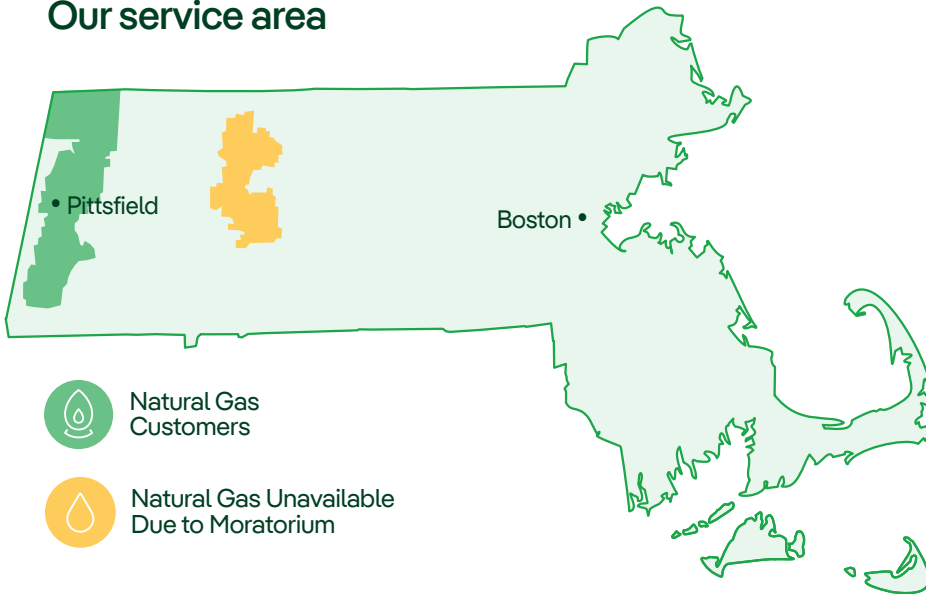 Our service area
Pittsfield
Boston
Natural Gas
Customers
Natural Gas Unavailable
Due to Moratorium